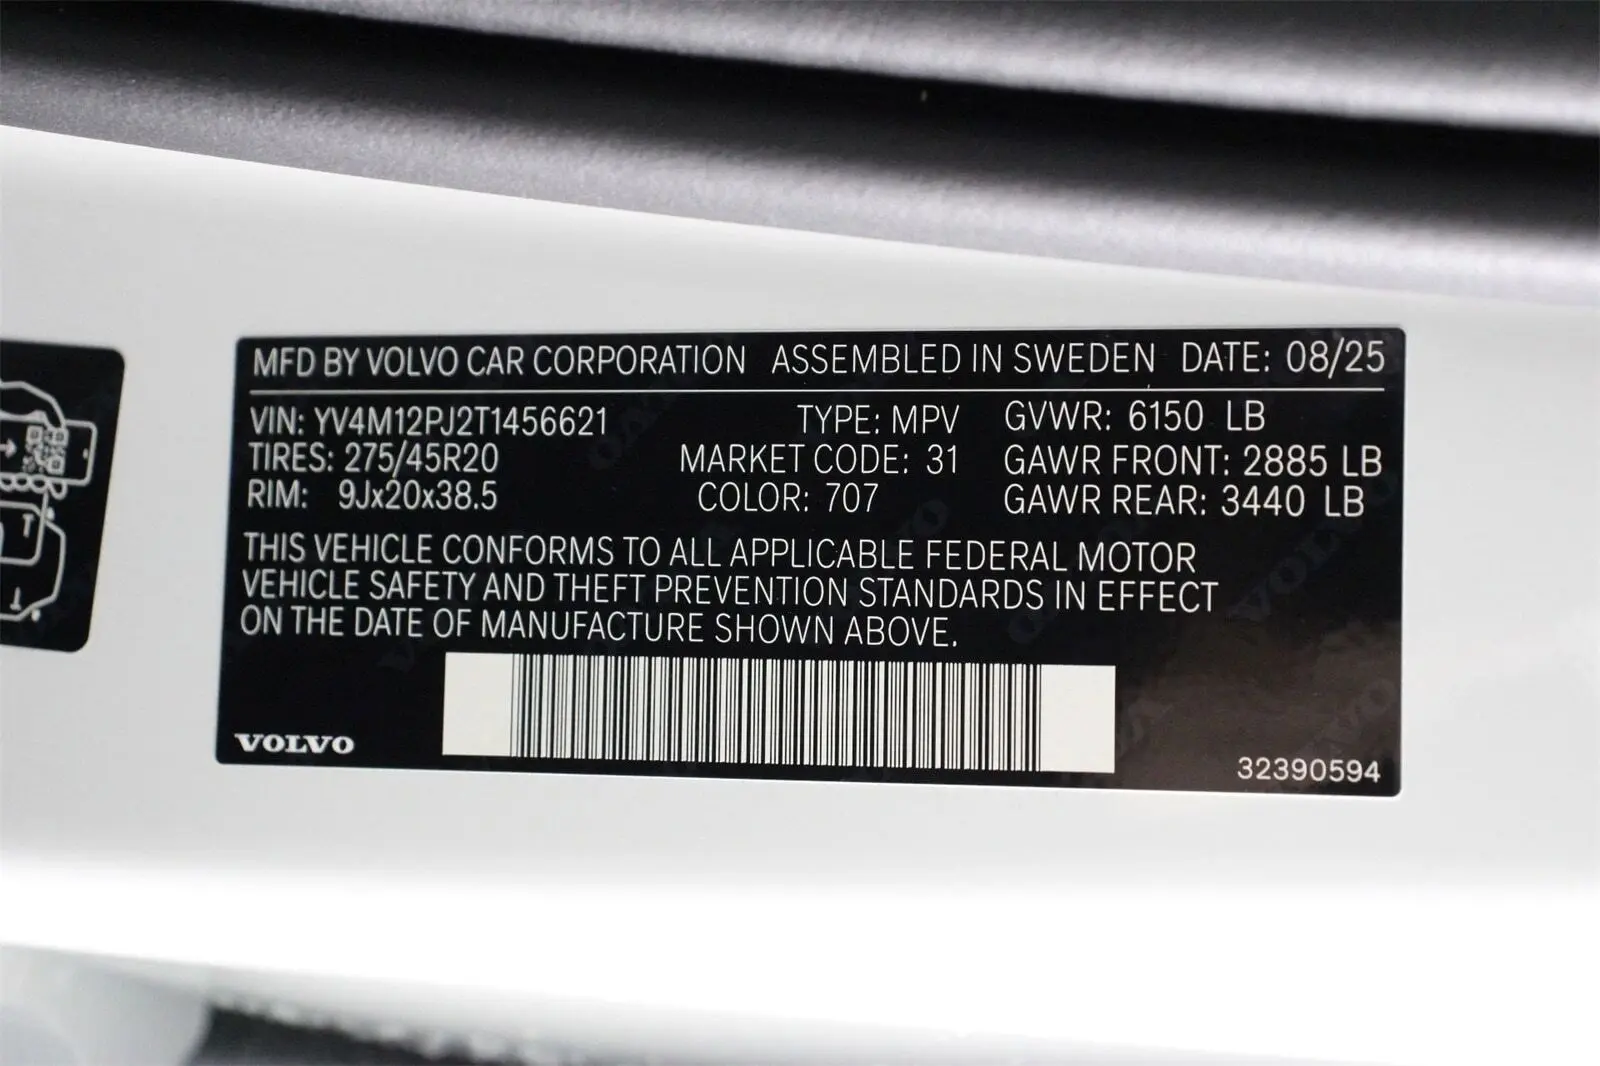 MFD BY VOLVO CAR CORPORATION ASSEMBLED IN SWEDEN DATE: 08/25
VIN: YV4M12PJ2T1456621 TYPE: MPV GVWR: 6150 LB
TIRES: 275/45R20 MARKET CODE: 31 GAWR FRONT: 2885 LB
RIM: 9Jx20x38.5 COLOR: 707 GAWR REAR: 3440 LB
THIS VEHICLE CONFORMS TO ALL APPLICABLE FEDERAL MOTOR
VEHICLE SAFETY AND THEFT PREVENTION STANDARDS IN EFFECT
ON THE DATE OF MANUFACTURE SHOWN ABOVE.
VOLVO
32390594